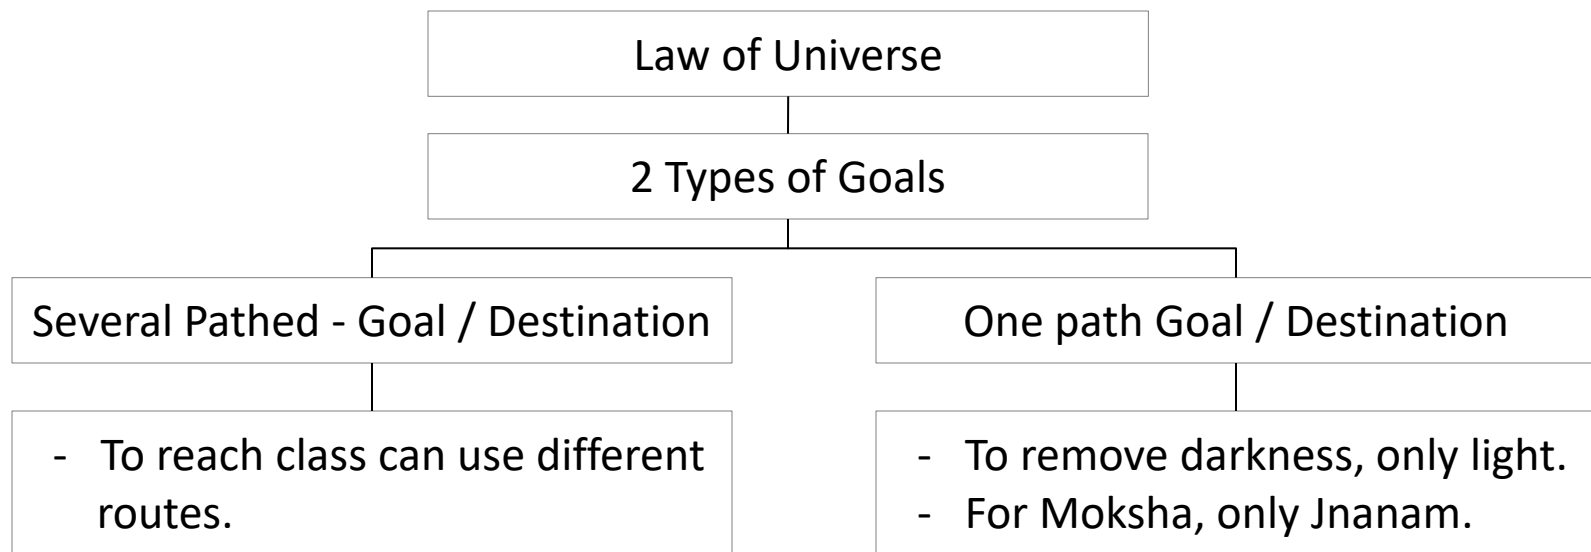 Law of Universe
2 Types of Goals
Several Pathed - Goal / Destination
One path Goal / Destination
- To reach class can use different
routes.
- To remove darkness, only light.
- For Moksha, only Jnanam.